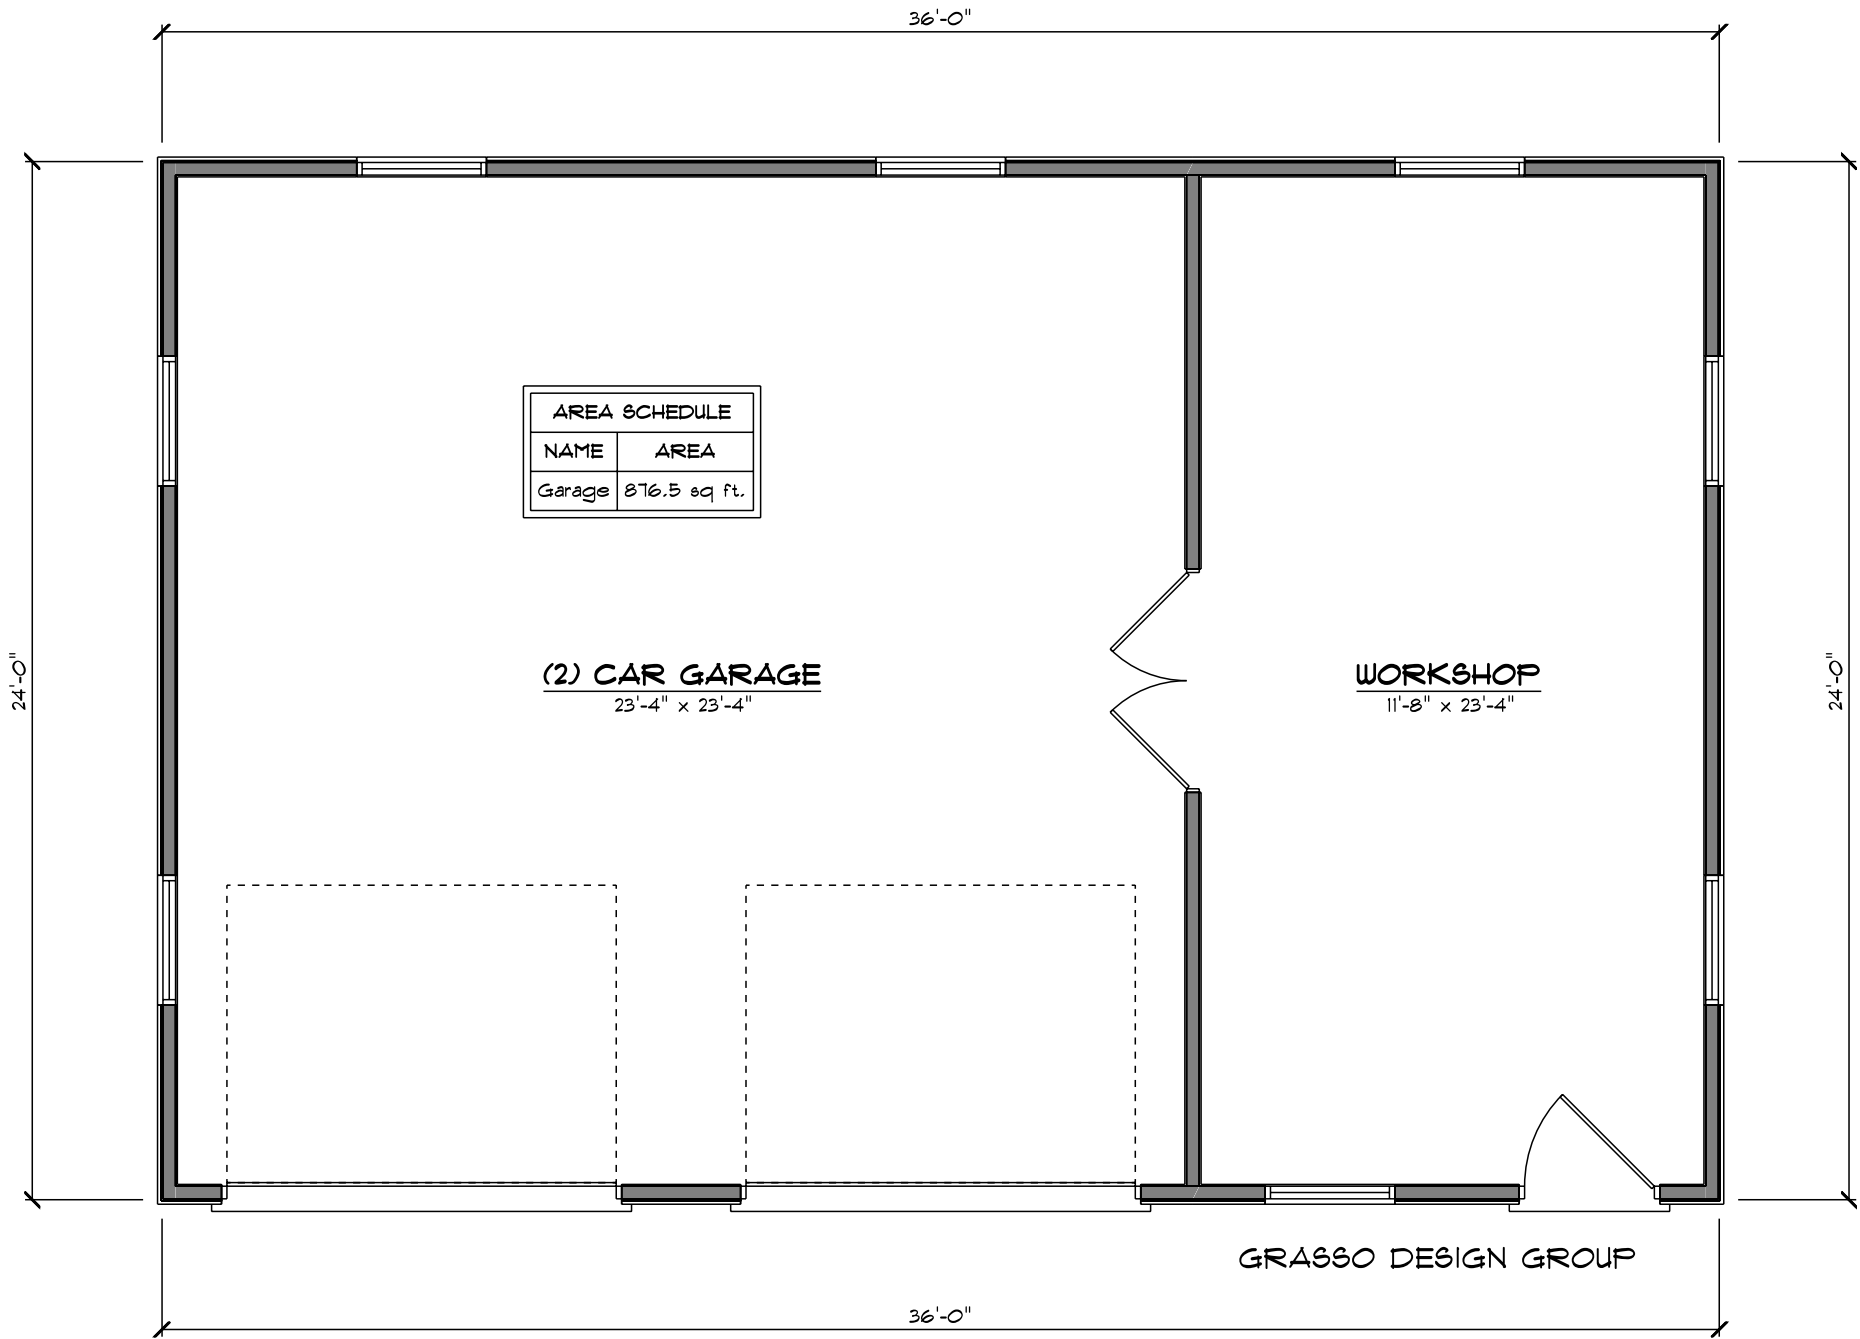 36'-0"
AREA SCHEDULE
NAME AREA
Garage 876.5 sq ft.
24'-0"
(2) CAR GARAGE
23'-4" x 23'-4"
WORKSHOP
11'-8" x 23'-4"
24'-0"
GRASSO DESIGN GROUP
36'-0"